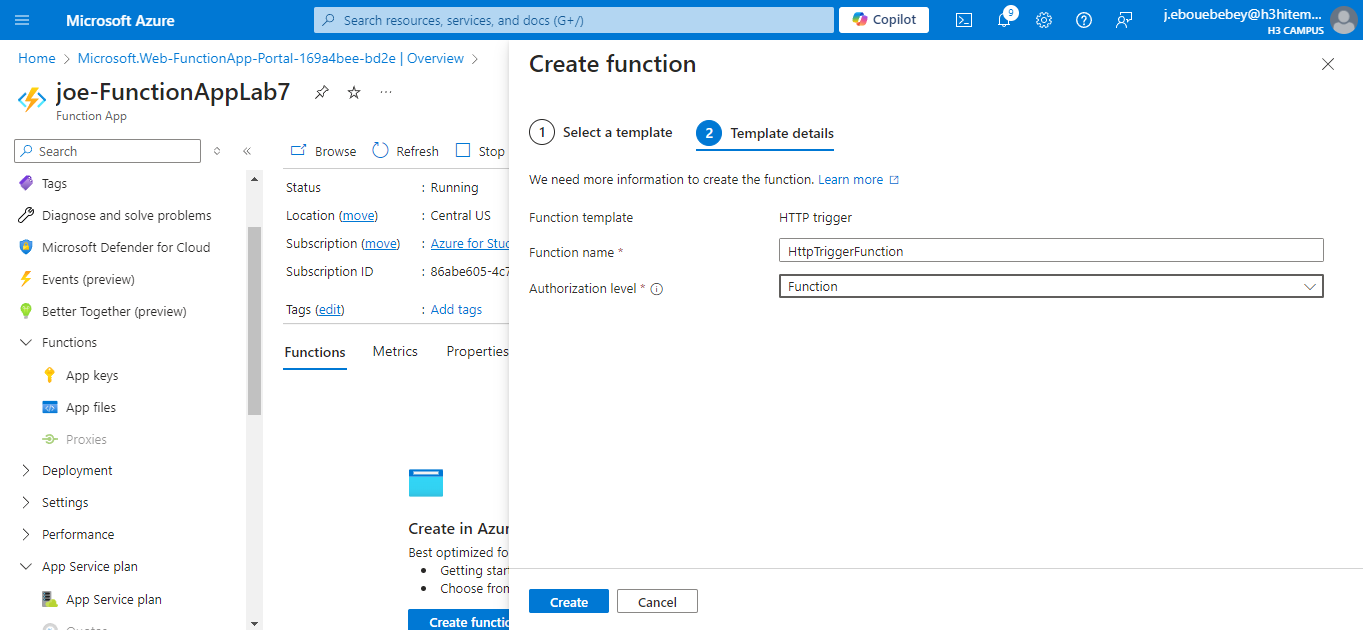 Microsoft Azure
Search resources, services, and docs (G+/)
Copilot
9
j.ebouebebey@h3hitem...
H3 CAMPUS
Home > Microsoft.Web-FunctionApp-Portal-169a4bee-bd2e | Overview >
joe-FunctionAppLab7
...
Function App
Search
Tags
Diagnose and solve problems
Microsoft Defender for Cloud
Events (preview)
Better Together (preview)
Functions
App keys
App files
Proxies
Deployment
Settings
Performance
App Service plan
App Service plan
Quotas
Browse
Refresh
Stop
Status : Running
Location (move) : Central US
Subscription (move) : Azure for Stud
Subscription ID : 86abe605-4c7
Tags (edit) : Add tags
Functions
Metrics
Properties
Create in Azur
Best optimized fo
Getting star
Choose from
Create functio
Create function
1 Select a template
2 Template details
We need more information to create the function. Learn more
Function template HTTP trigger
Function name * HttpTriggerFunction
Authorization level * Function
Create
Cancel